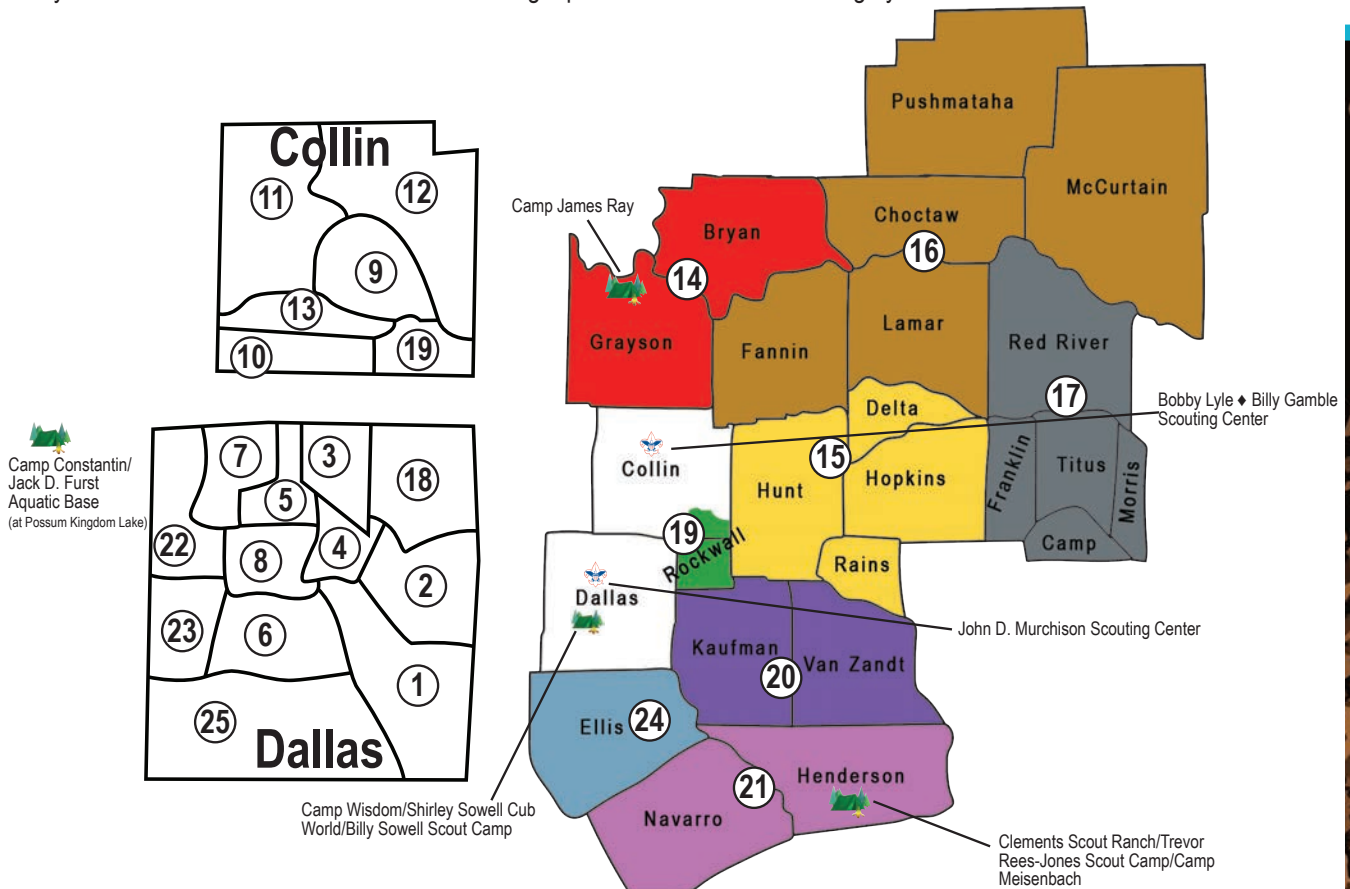 Collin
11
12
9
13
10
19
Camp Constantin/
Jack D. Furst
Aquatic Base
(at Possum Kingdom Lake)
7
3
5
18
22
8
4
2
23
6
1
25
Dallas
Pushmataha
McCurtain
Camp James Ray
Bryan
Choctaw
14
16
Grayson
Fannin
Lamar
Red River
17
Bobby Lyle ♦ Billy Gamble
Scouting Center
Delta
15
Collin
Hunt
Hopkins
Franklin
Titus
Morris
Camp
19
Rockwall
Rains
Dallas
John D. Murchison Scouting Center
Kaufman
20
Van Zandt
Ellis
24
21
Henderson
Navarro
Camp Wisdom/Shirley Sowell Cub
World/Billy Sowell Scout Camp
Clements Scout Ranch/Trevor
Rees-Jones Scout Camp/Camp
Meisenbach